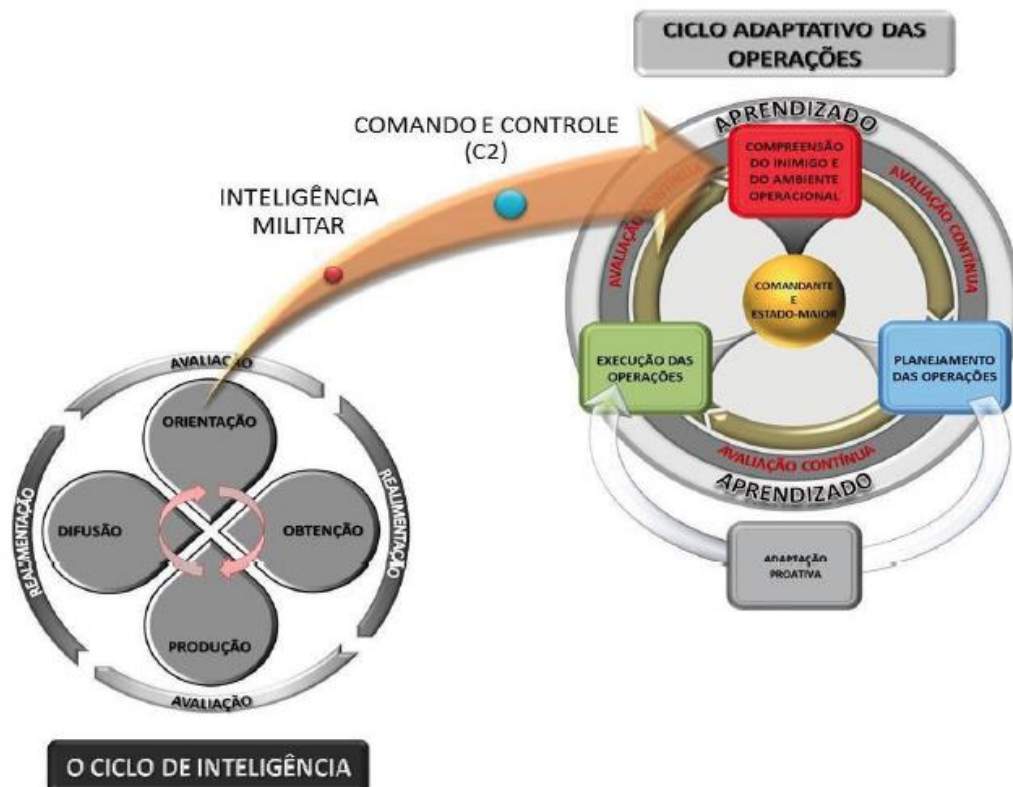 CICLO ADAPTATIVO DAS
OPERAÇÕES
APRENDIZADO
COMPREENSÃO
DO INIMIGO E
DO AMBIENTE
OPERACIONAL
AVALIAÇÃO CONTÍNUA
AVALIAÇÃO CONTÍNUA
COMANDO E CONTROLE
(C2)
INTELIGÊNCIA
MILITAR
COMANDANTE
E
ESTADO-MAIOR
EXECUÇÃO DAS
OPERAÇÕES
PLANEJAMENTO
DAS OPERAÇÕES
AVALIAÇÃO CONTÍNUA
APRENDIZADO
ADAPTAÇÃO
PROATIVA
AVALIAÇÃO
ORIENTAÇÃO
REALIMENTAÇÃO
DIFUSÃO
OBTENÇÃO
REALIMENTAÇÃO
PRODUÇÃO
AVALIAÇÃO
O CICLO DE INTELIGÊNCIA